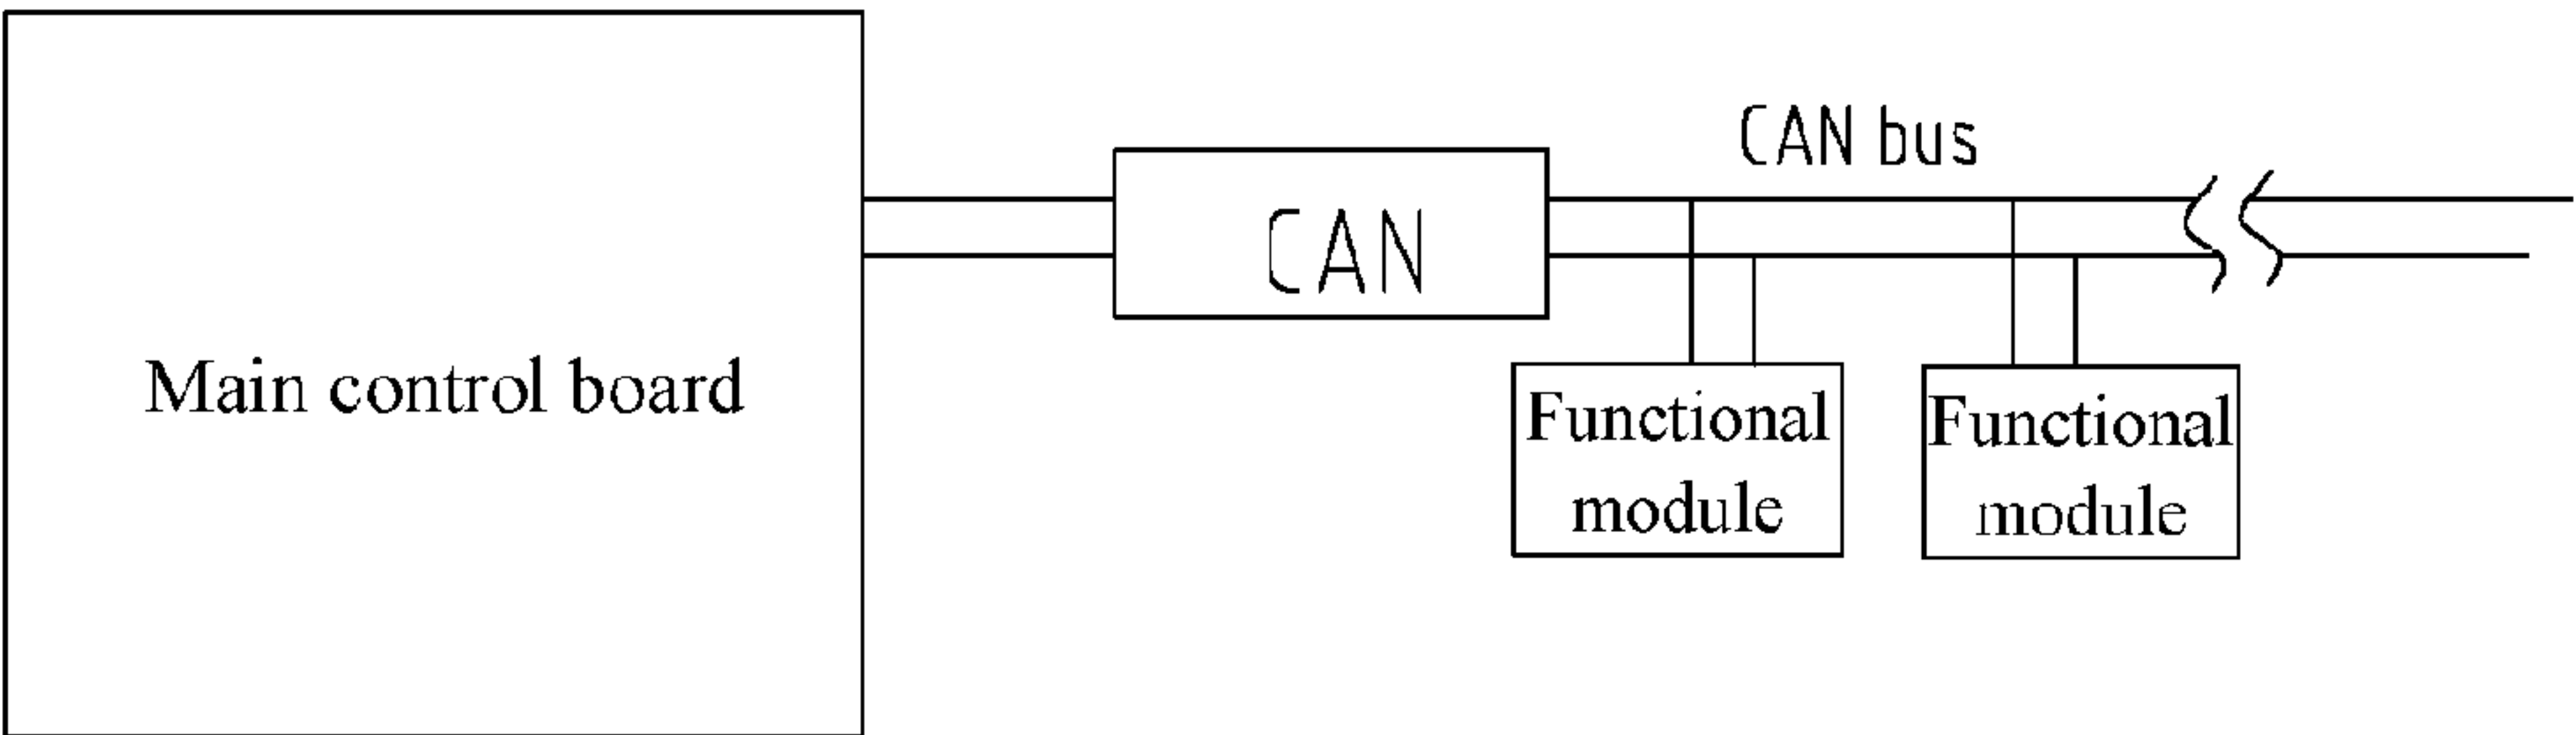 CAN bus
CAN
Main control board
Functional
module
Functional
module